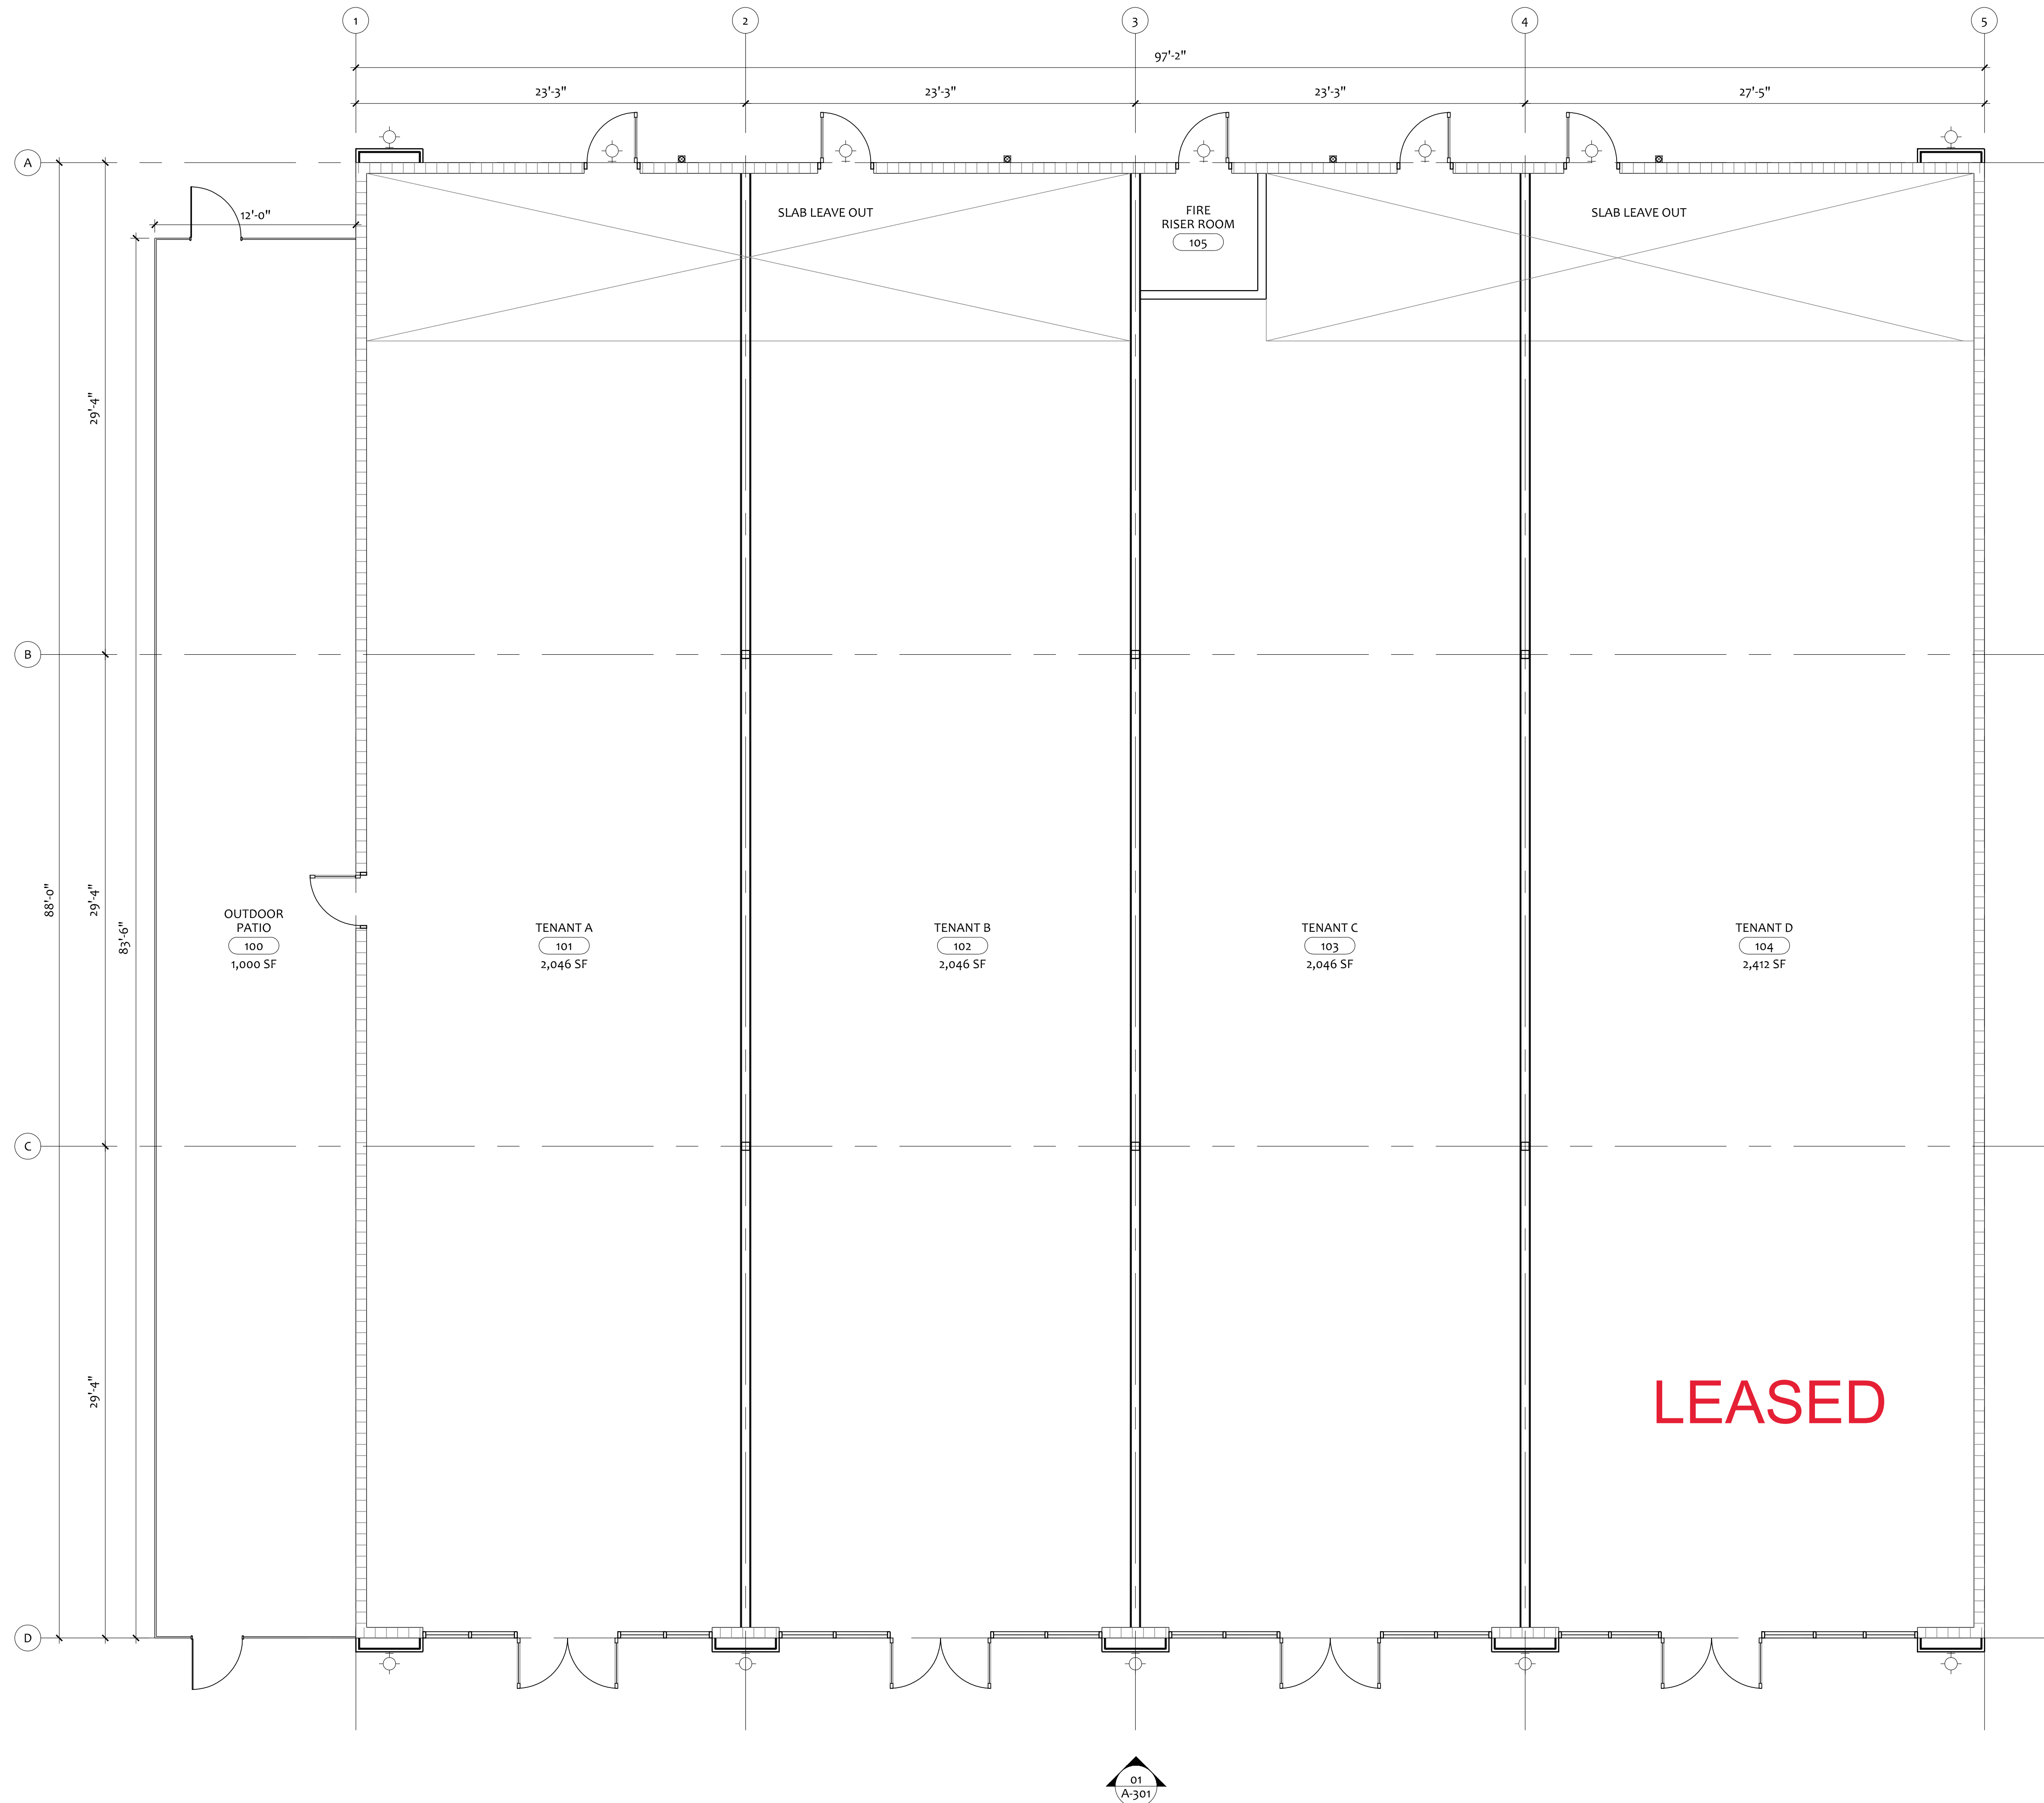 1
2
3
4
5
97'-2"
23'-3"
23'-3"
23'-3"
27'-5"
A
12'-0"
SLAB LEAVE OUT
FIRE
RISER ROOM
105
SLAB LEAVE OUT
29'-4"
B
88'-0"
29'-4"
83'-6"
OUTDOOR
PATIO
100
1,000 SF
TENANT A
101
2,046 SF
TENANT B
102
2,046 SF
TENANT C
103
2,046 SF
TENANT D
104
2,412 SF
C
29'-4"
LEASED
D
01
A-301